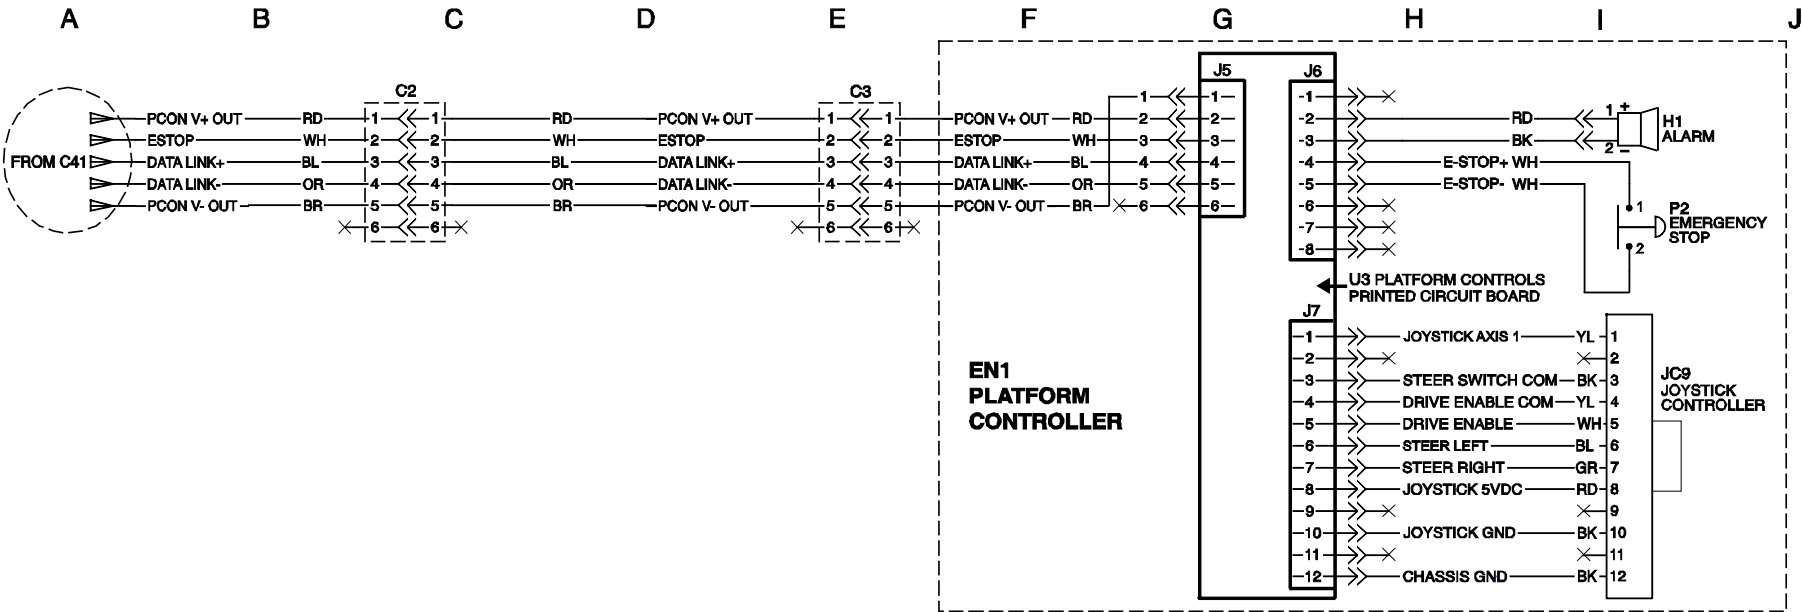 A B C D E F G H I J
C2 C3 J5 J6
FROM C41
PCON V+ OUT RD 1 1 RD PCON V+ OUT 1 1 PCON V+ OUT RD
ESTOP WH 2 2 WH ESTOP 2 2 ESTOP WH
DATA LINK+ BL 3 3 BL DATA LINK+ 3 3 DATA LINK+ BL
DATA LINK- OR 4 4 OR DATA LINK- 4 4 DATA LINK- OR
PCON V- OUT BR 5 5 BR PCON V- OUT 5 5 PCON V- OUT BR
6 6 6 6
1 1
2 2
3 3
4 4
5 5
6 6
1
2 RD 1 +
3 BK 2 -
H1
ALARM
4 E-STOP+ WH
5 E-STOP- WH
6
7
8
1
2
P2
EMERGENCY
STOP
U3 PLATFORM CONTROLS
PRINTED CIRCUIT BOARD
J7
1 JOYSTICK AXIS 1 YL 1
2 2
3 STEER SWITCH COM BK 3
4 DRIVE ENABLE COM YL 4
5 DRIVE ENABLE WH 5
6 STEER LEFT BL 6
7 STEER RIGHT GR 7
8 JOYSTICK 5VDC RD 8
9 9
10 JOYSTICK GND BK 10
11 11
12 CHASSIS GND BK 12
JC9
JOYSTICK
CONTROLLER
EN1
PLATFORM
CONTROLLER